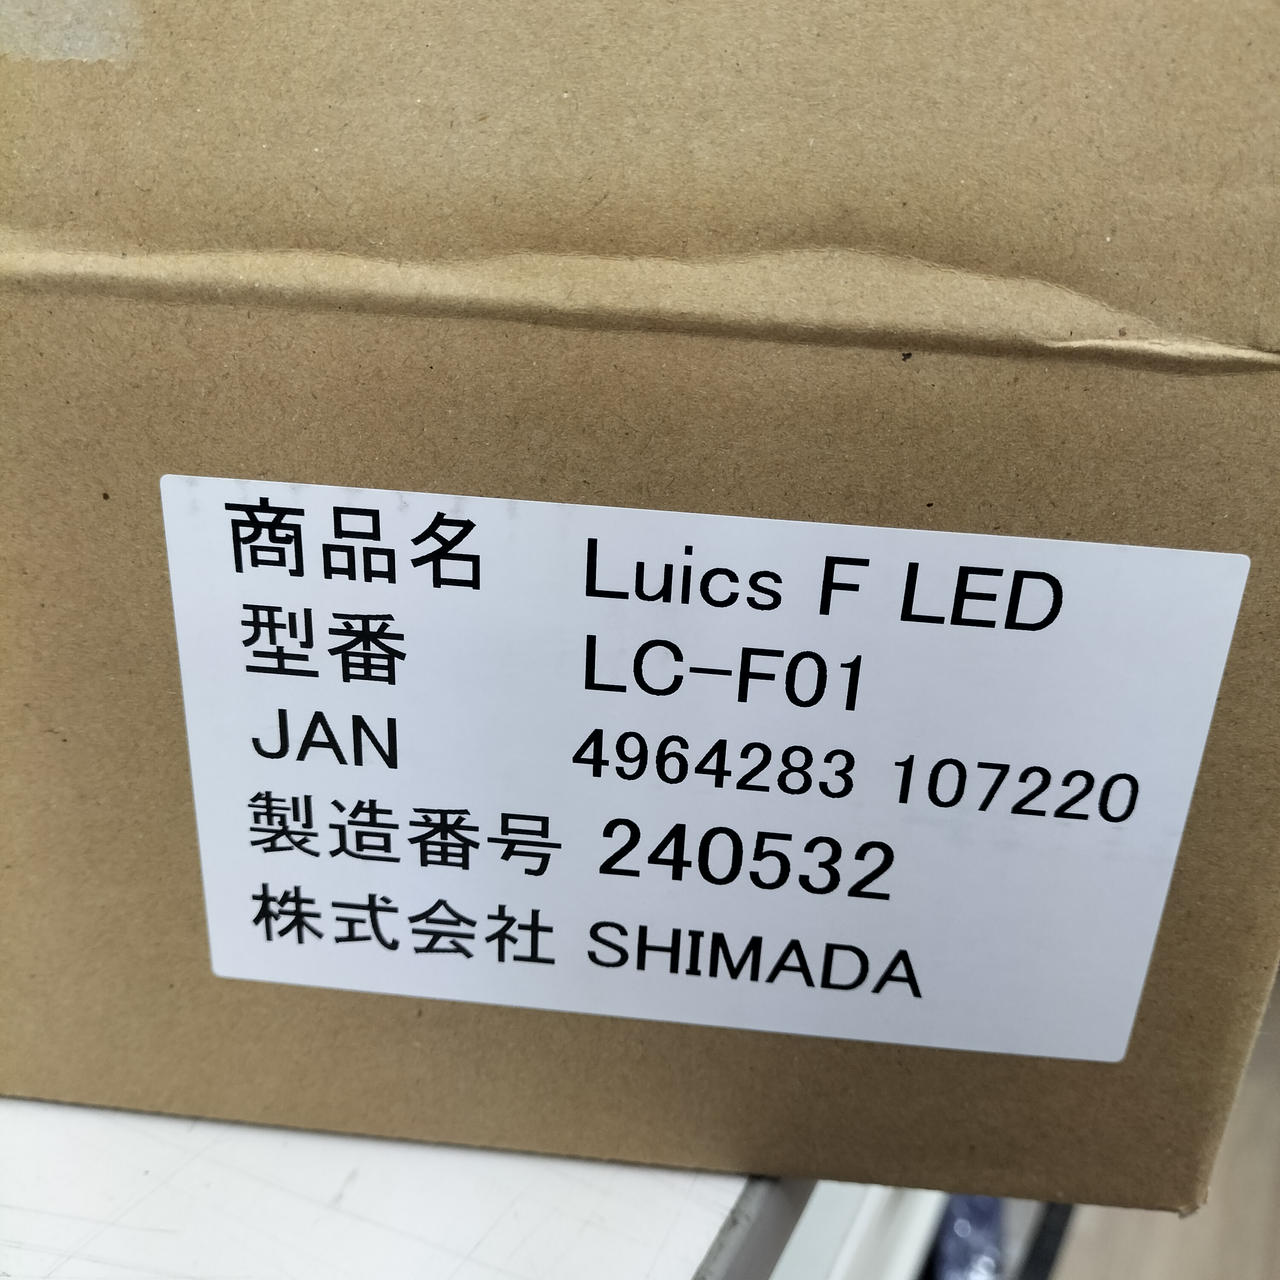 商品名 Luics F LED
型番 LC-F01
JAN 4964283 107220
製造番号 240532
株式会社 SHIMADA